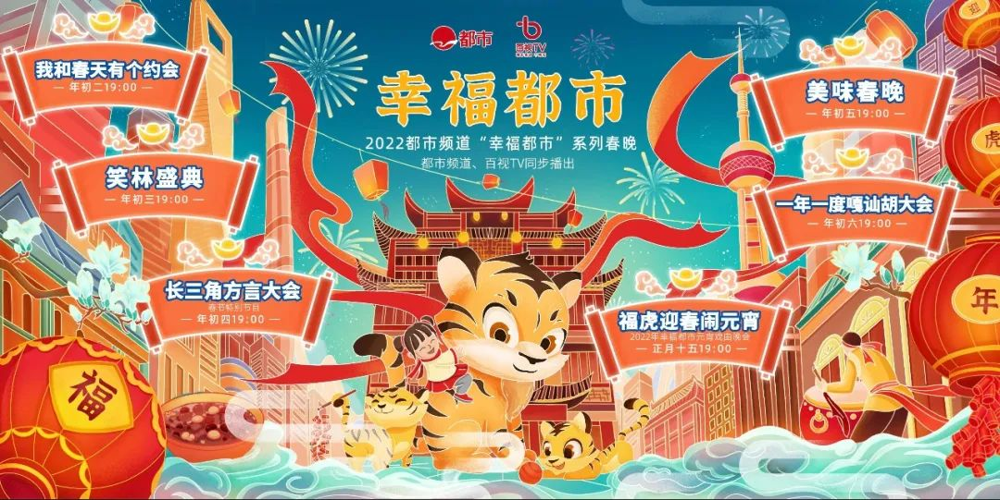 都市
百视TV
幸福都市
2022都市频道“幸福都市”系列春晚
都市频道、百视TV同步播出
我和春天有个约会
年初二19:00
笑林盛典
年初三19:00
长三角方言大会
春节特别节目
年初四19:00
美味春晚
年初五19:00
一年一度嘎讪胡大会
年初六19:00
福虎迎春闹元宵
2022年幸福都市元宵戏曲晚会
正月十五19:00
迎
虎
年
福